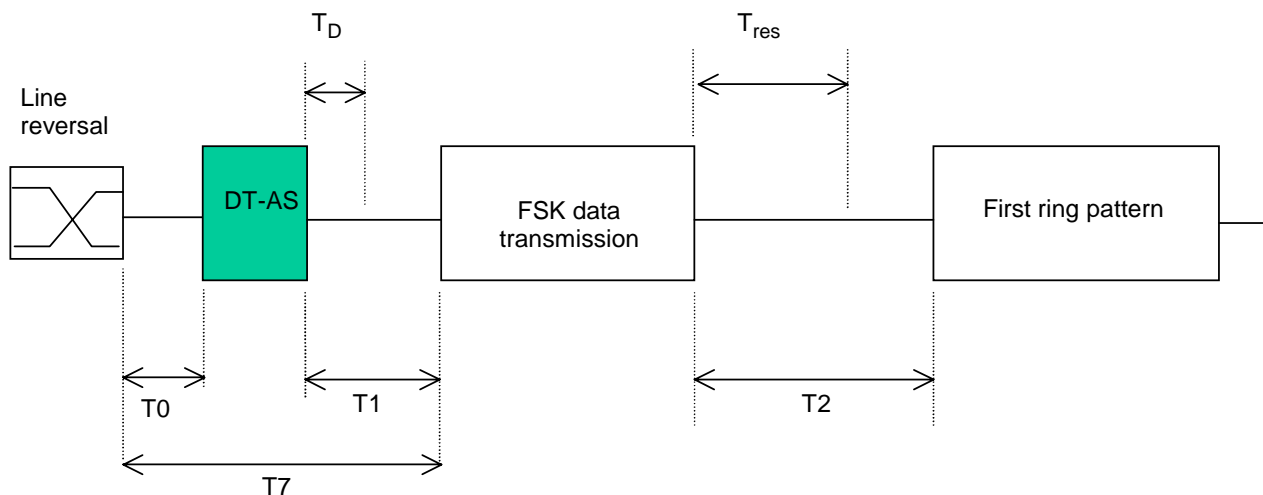 T_D
T_res
Line
reversal
DT-AS
FSK data
transmission
First ring pattern
T0
T1
T2
T7